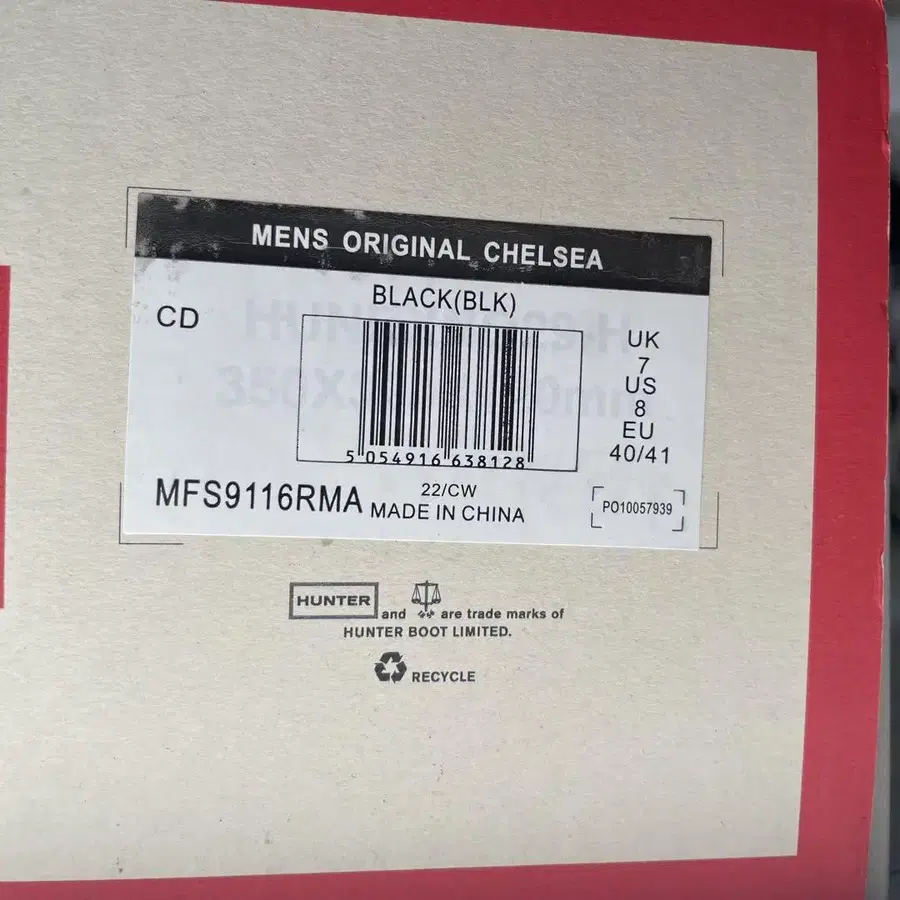 MENS ORIGINAL CHELSEA
BLACK(BLK)
CD
UK
7
US
8
EU
40/41
5 054916 638128
MFS9116RMA
22/CW
MADE IN CHINA
PO10057939
HUNTER and are trade marks of
HUNTER BOOT LIMITED.
RECYCLE